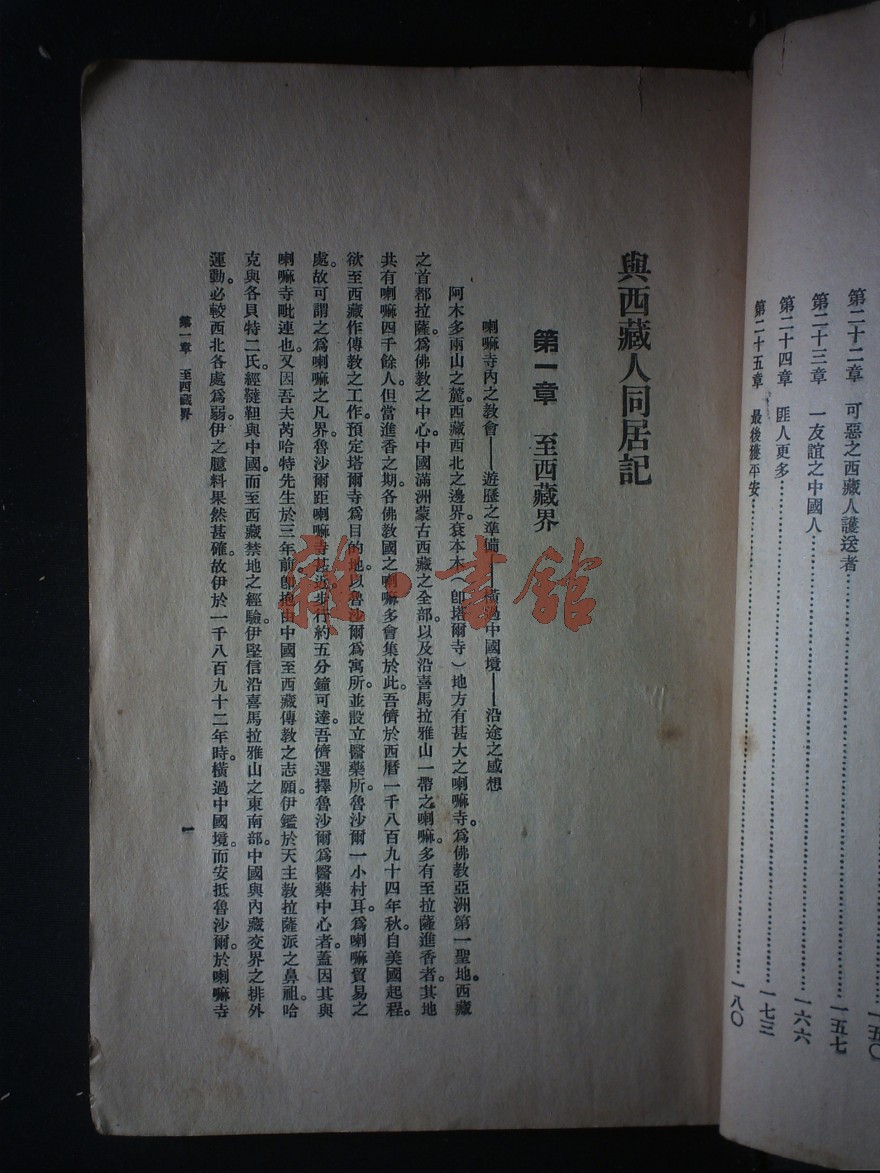 第二十二章　可惡之西藏人護送者……一五〇
第二十三章　一友誼之中國人……一五七
第二十四章　匪人更多……一六六
第二十五章　最後獲平安……一七三
一八〇
與西藏人同居記
第一章　至西藏界
喇嘛寺內之教會——遊歷之準備——橫過中國境——沿途之感想
阿木多兩山之麓。西藏西北之邊界。袞本木（卽塔爾寺）地方有甚大之喇嘛寺。爲佛教亞洲第一聖地。西藏
之首都拉薩。爲佛教之中心。中國滿洲蒙古西藏之全部。以及沿喜馬拉雅山一帶之喇嘛。多有至拉薩進香者。其地
共有喇嘛四千餘人。但當進香之期。各佛教國之喇嘛多會集於此。吾儕於西曆一千八百九十四年秋。自美國起程。
欲至西藏作傳教之工作。預定塔爾寺爲目的地。以魯沙爾爲寓所。並設立醫藥所。魯沙爾一小村耳。爲喇嘛貿易之
處。故可謂之爲喇嘛之凡界。魯沙爾距喇嘛寺甚近。步行約五分鐘可達。吾儕選擇魯沙爾爲醫藥中心者。蓋因其與
喇嘛寺毗連也。又因吾夫芮哈特先生於三年前卽抱由中國至西藏傳教之志願。伊鑑於天主教拉薩派之鼻祖。哈
克與各貝特二氏。經韃靼與中國。而至西藏禁地之經驗。伊堅信沿喜馬拉雅山之東南部。中國與內藏交界之排外
運動。必較西北各處爲弱。伊之臆料果然甚確。故伊於一千八百九十二年時。橫過中國境。而安抵魯沙爾。於喇嘛寺
第一章　至西藏界
一
雜·書館